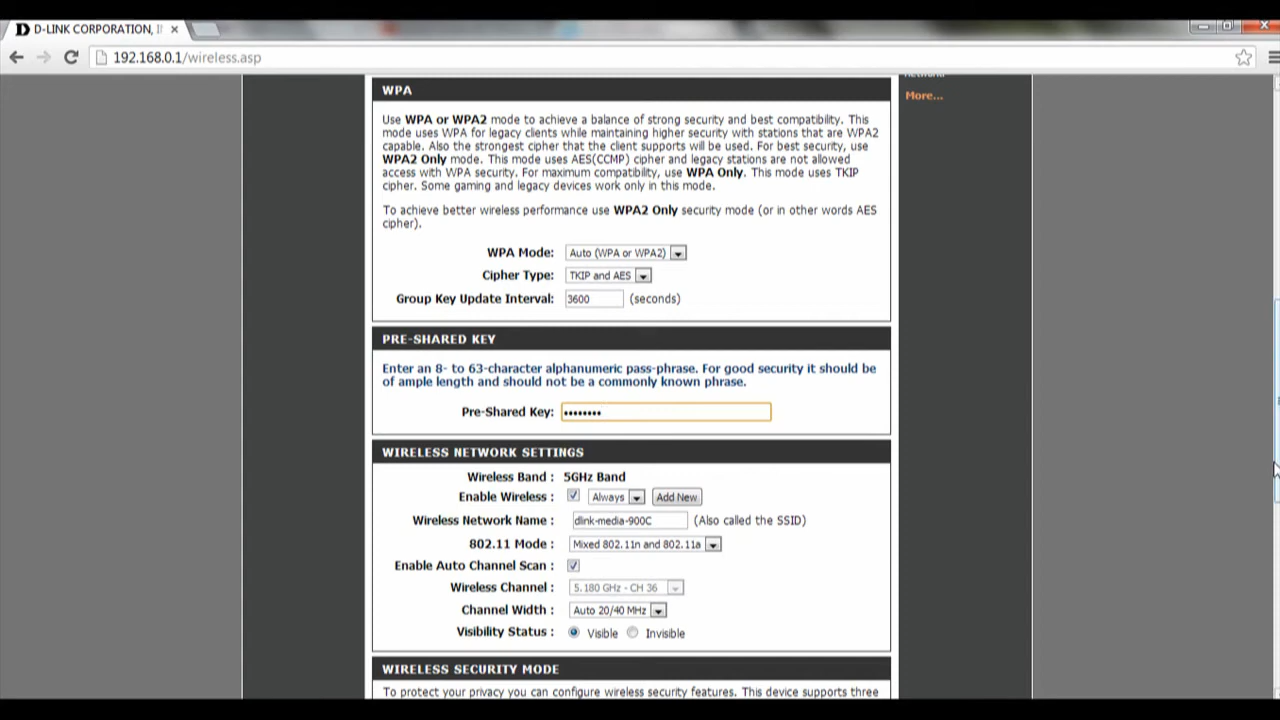 D-LINK CORPORATION, I
192.168.0.1/wireless.asp
More...
WPA
Use WPA or WPA2 mode to achieve a balance of strong security and best compatibility. This
mode uses WPA for legacy clients while maintaining higher security with stations that are WPA2
capable. Also the strongest cipher that the client supports will be used. For best security, use
WPA2 Only mode. This mode uses AES(CCMP) cipher and legacy stations are not allowed
access with WPA security. For maximum compatibility, use WPA Only. This mode uses TKIP
cipher. Some gaming and legacy devices work only in this mode.
To achieve better wireless performance use WPA2 Only security mode (or in other words AES
cipher).
WPA Mode: Auto (WPA or WPA2)
Cipher Type: TKIP and AES
Group Key Update Interval: 3600 (seconds)
PRE-SHARED KEY
Enter an 8- to 63-character alphanumeric pass-phrase. For good security it should be
of ample length and should not be a commonly known phrase.
Pre-Shared Key: ••••••••
WIRELESS NETWORK SETTINGS
Wireless Band : 5GHz Band
Enable Wireless : Always Add New
Wireless Network Name : dlink-media-900C (Also called the SSID)
802.11 Mode : Mixed 802.11n and 802.11a
Enable Auto Channel Scan :
Wireless Channel : 5.180 GHz - CH 36
Channel Width : Auto 20/40 MHz
Visibility Status : Visible Invisible
WIRELESS SECURITY MODE
To protect your privacy you can configure wireless security features. This device supports three